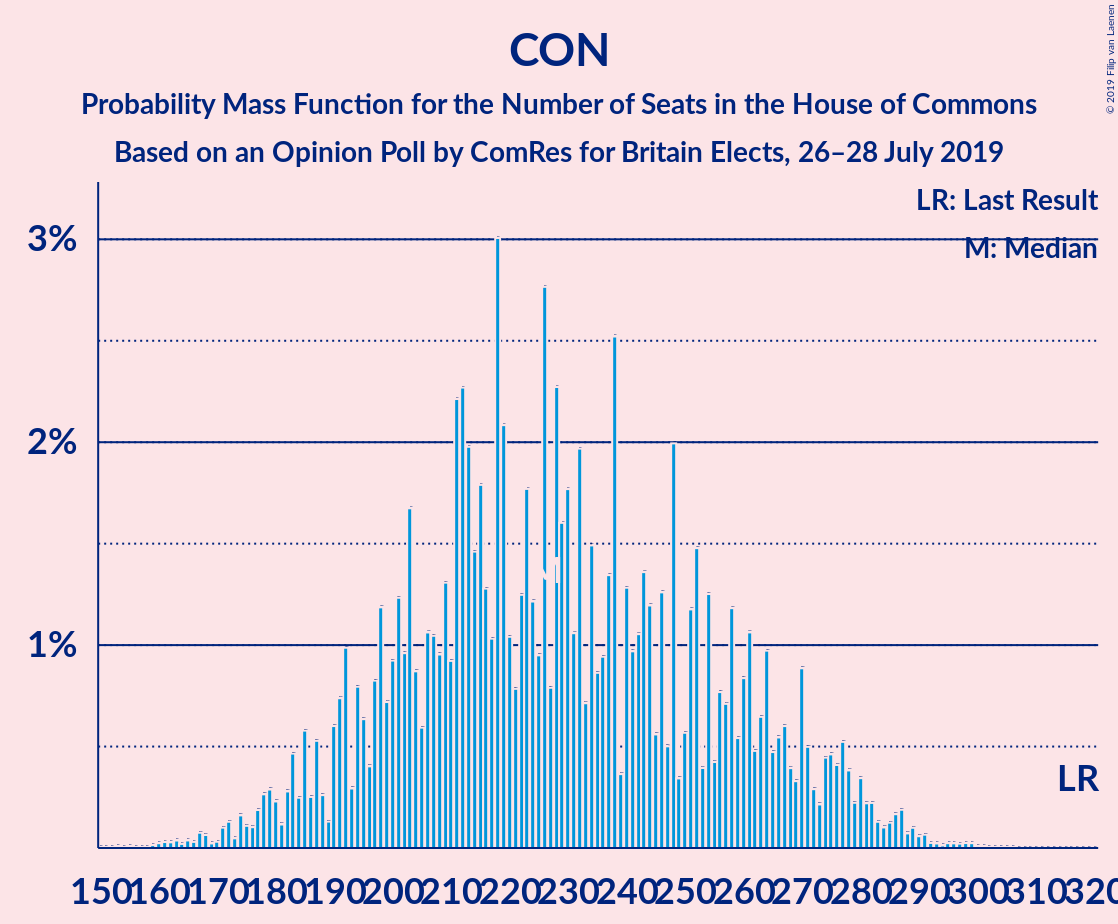 © 2019 Filip van Laenen
CON
Probability Mass Function for the Number of Seats in the House of Commons
Based on an Opinion Poll by ComRes for Britain Elects, 26–28 July 2019
LR: Last Result
M: Median
3%
2%
1%
LR
150 160 170 180 190 200 210 220 230 240 250 260 270 280 290 300 310 320